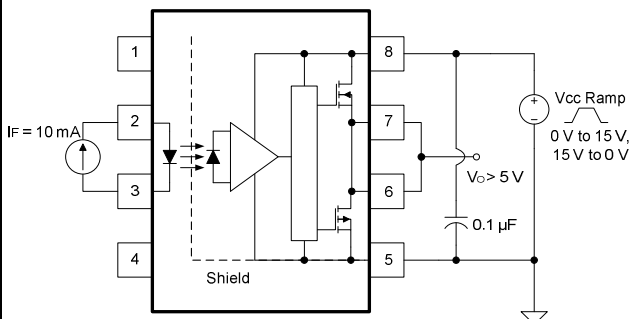 1
8
IF = 10 mA
2
7
Vcc Ramp
0 V to 15 V,
15 V to 0 V
VO > 5 V
3
6
0.1 µF
4
5
Shield
+
−